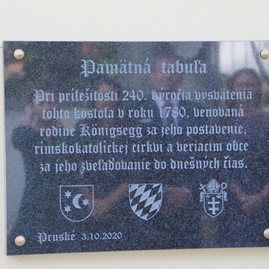 Pamätná tabuľa
Pri príležitosti 240. výročia vysvätenia
tohto kostola v roku 1780, venovaná
rodine Königsegg za jeho postavenie,
rímskokatolíckej cirkvi a veriacim obce
za jeho zveľaďovanie do dnešných čias.
Pruské 3.10.2020